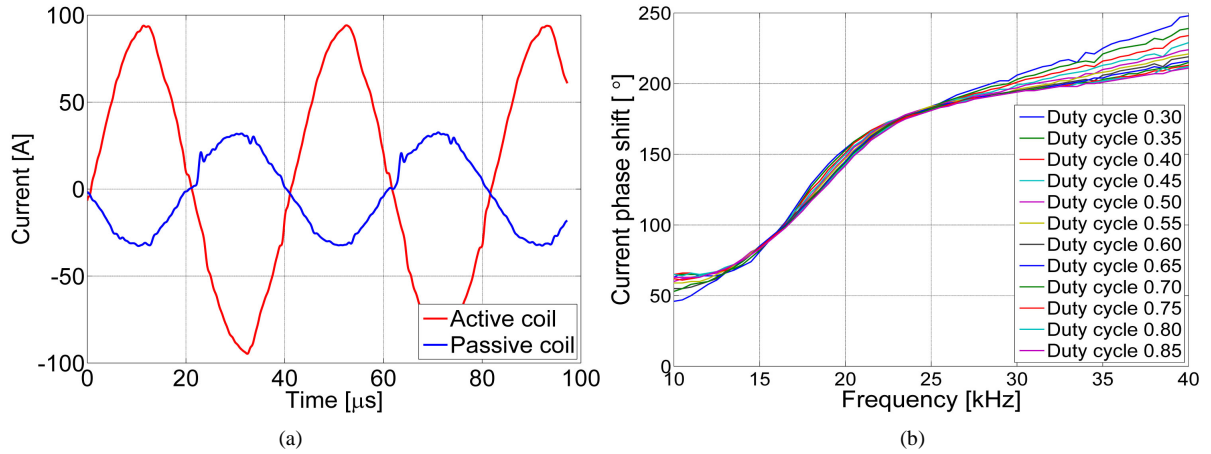 100
50
0
-50
-100
Current [A]
0
20
40
60
80
100
Time [μs]
Active coil
Passive coil
(a)
250
200
150
100
50
0
Current phase shift [ °]
10
15
20
25
30
35
40
Frequency [kHz]
Duty cycle 0.30
Duty cycle 0.35
Duty cycle 0.40
Duty cycle 0.45
Duty cycle 0.50
Duty cycle 0.55
Duty cycle 0.60
Duty cycle 0.65
Duty cycle 0.70
Duty cycle 0.75
Duty cycle 0.80
Duty cycle 0.85
(b)